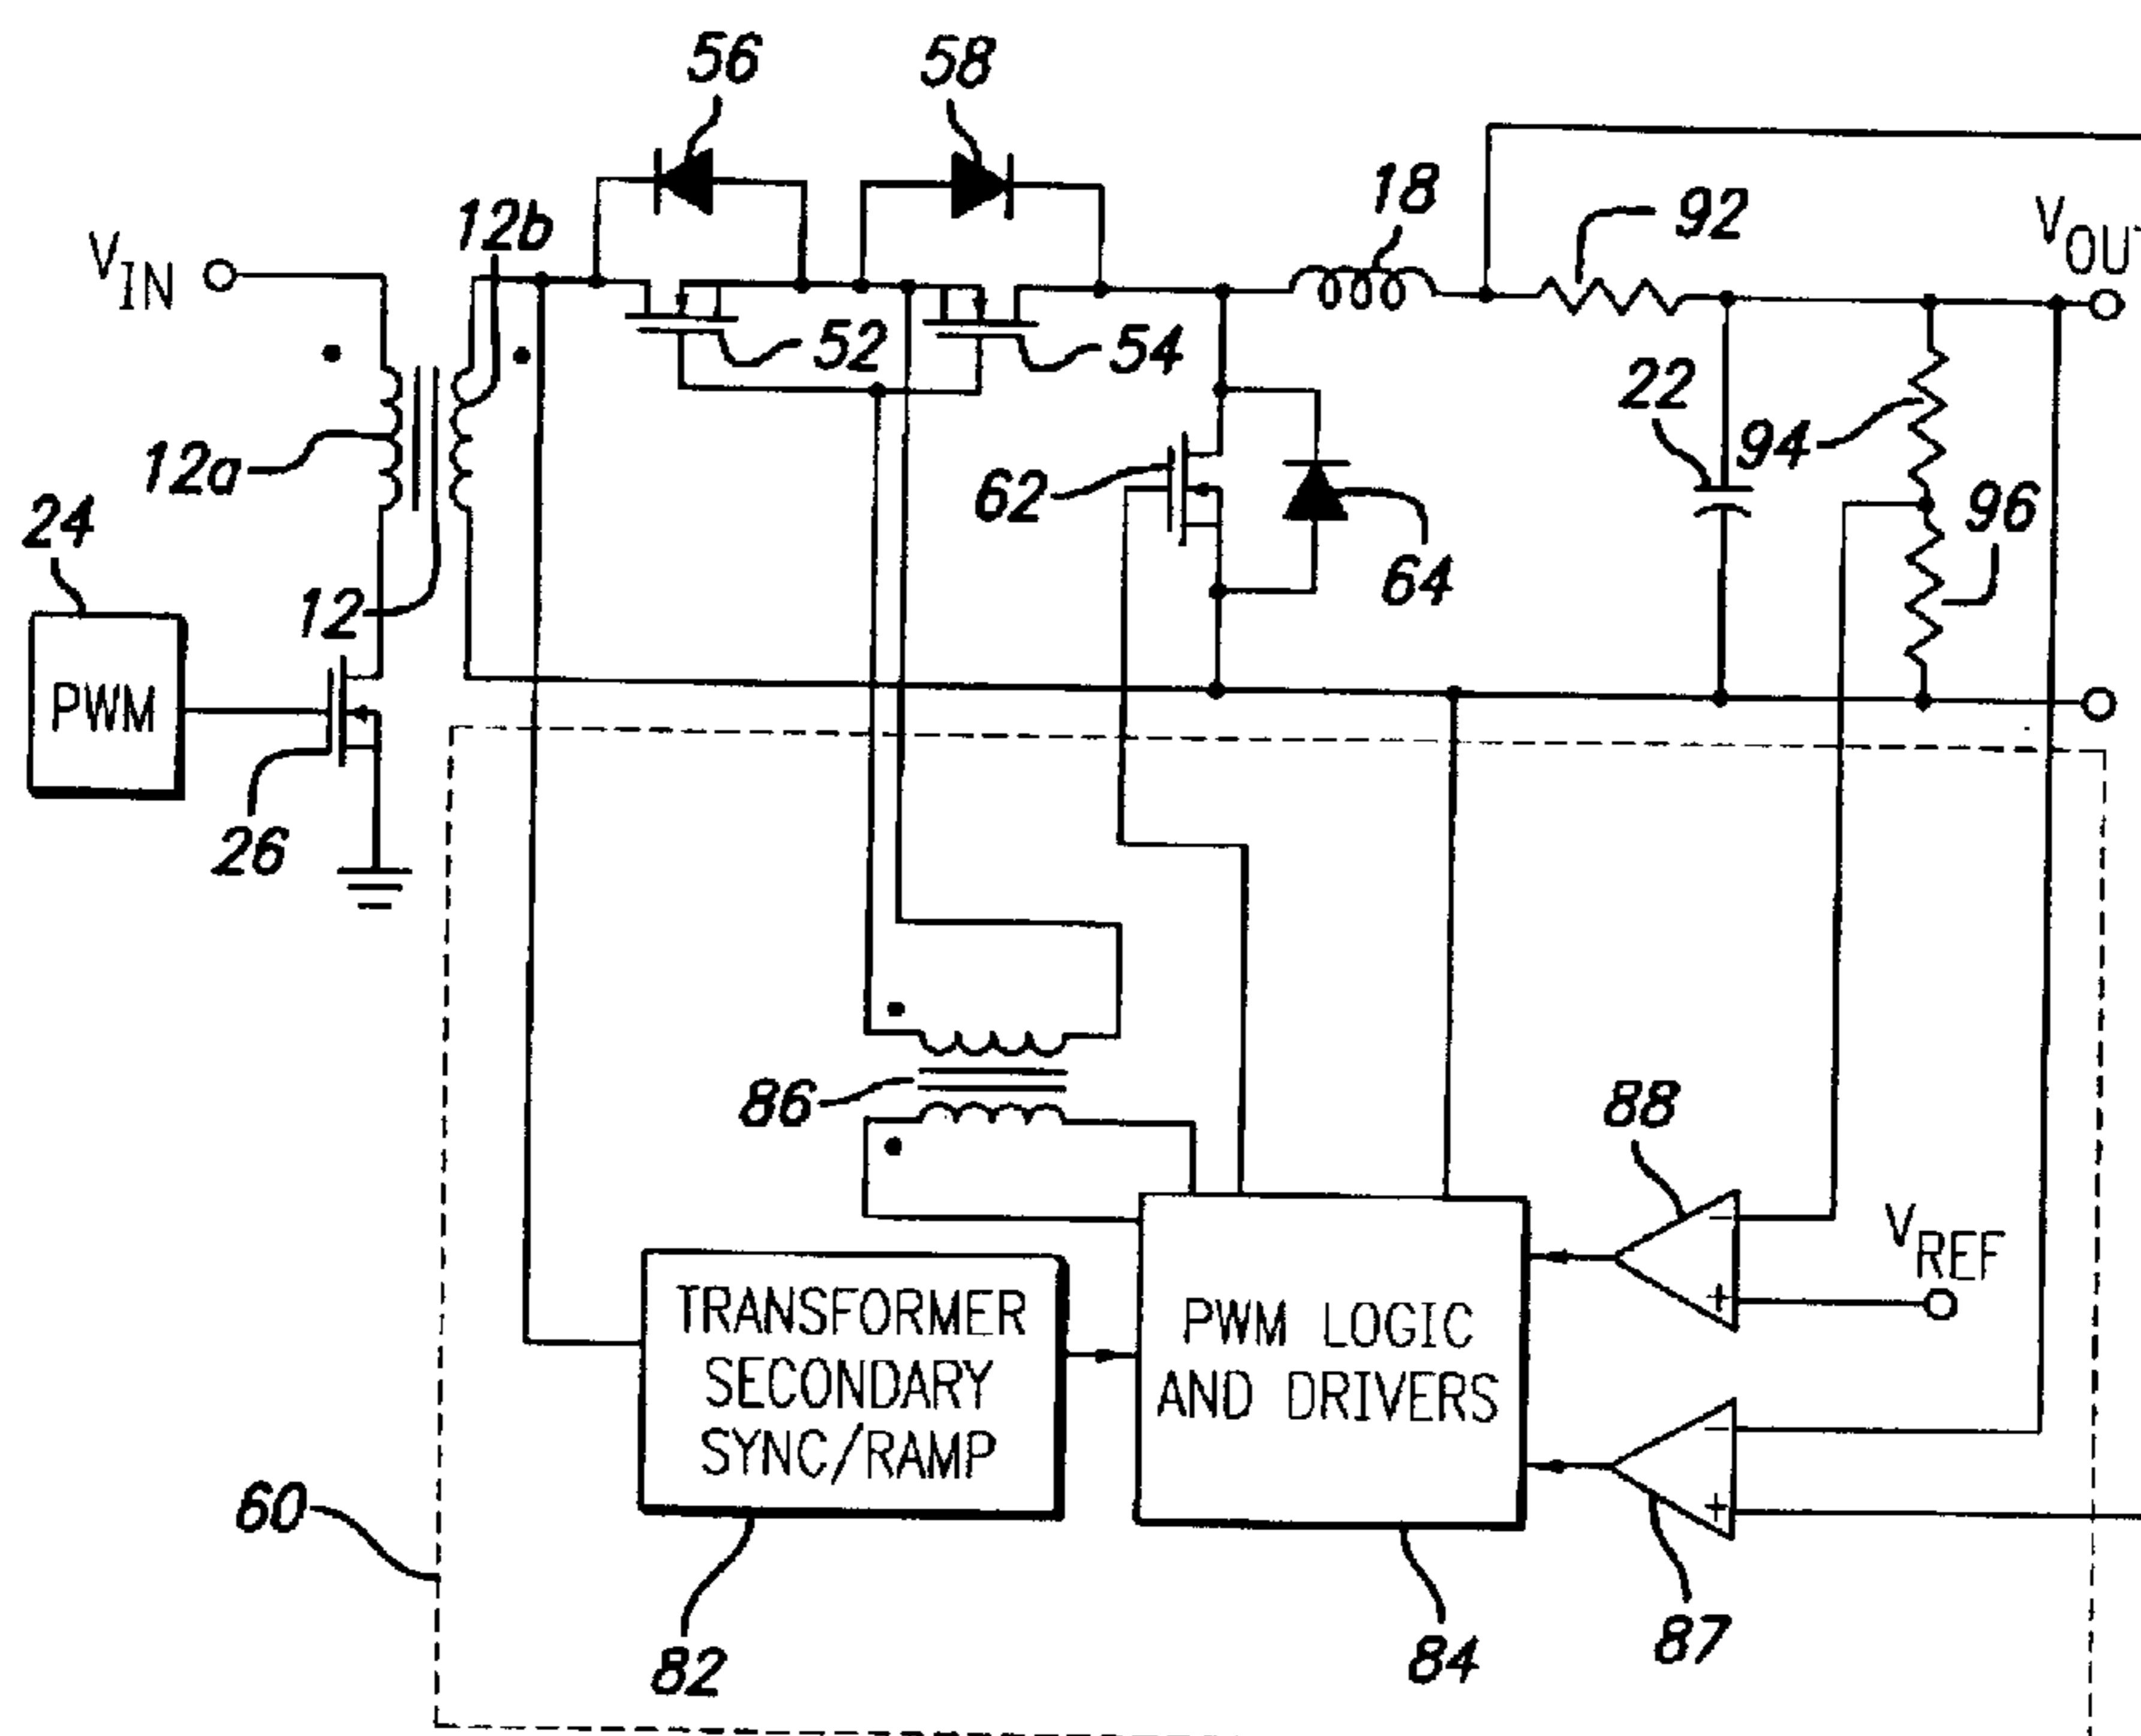 56
58
18
92
V OUT
12b
V IN
52
54
22
94
12a
62
96
24
64
12
PWM
26
86
88
V REF
TRANSFORMER
SECONDARY
SYNC/RAMP
PWM LOGIC
AND DRIVERS
-
+
-
+
60
82
84
87